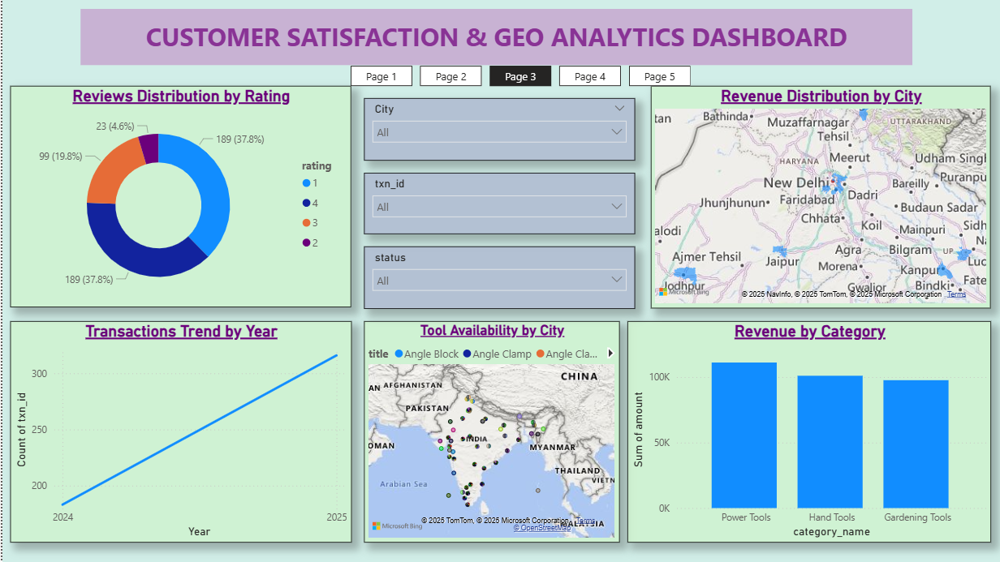 CUSTOMER SATISFACTION & GEO ANALYTICS DASHBOARD
Page 1
Page 2
Page 3
Page 4
Page 5
Reviews Distribution by Rating
23 (4.6%)
189 (37.8%)
99 (19.8%)
189 (37.8%)
rating
1
4
3
2
City
All
txn_id
All
status
All
Revenue Distribution by City
tan
Bathinda
Muzaffarnagar
Tehsil
UTTARAKHAND
Meerut
HARYANA
Udham Singl
New Delhi
Puranpu
Bareilly
Dadri
Jhunjhunun
Faridabad
Budaun Sadar
Chhata
Koil
Mainpuri
Sidh
alodi
Agra
Bilgram
UP
Ajmer Tehsil
Jaipur
Morena
Kanpur
Luc
Jodhpur
Gwalior
Bindki
Fate
Microsoft Bing
© 2025 NavInfo, © 2025 TomTom, © 2025 Microsoft Corporation Terms
Transactions Trend by Year
Count of txn_id
300
250
200
2024
2025
Year
Tool Availability by City
title Angle Block Angle Clamp Angle Cla...
CHINA
AN
AFGHANISTAN
PAKISTAN
OMAN
INDIA
MYANMAR
THAILAND
VIETN
Arabian Sea
MALAYSIA
Microsoft Bing
© 2025 TomTom, © 2025 Microsoft Corporation, Terms
© OpenStreetMap
Revenue by Category
Sum of amount
100K
50K
0K
Power Tools
Hand Tools
Gardening Tools
category_name